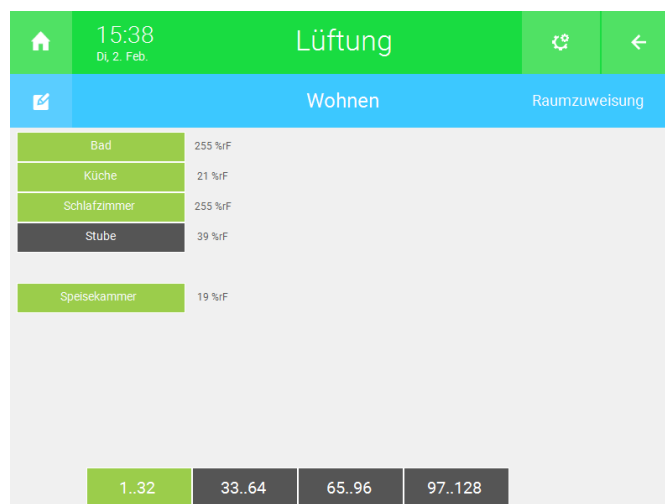 15:38
Di, 2. Feb.
Lüftung
Wohnen
Raumzuweisung
Bad 255 %rF
Küche 21 %rF
Schlafzimmer 255 %rF
Stube 39 %rF
Speisekammer 19 %rF
1..32 33..64 65..96 97..128